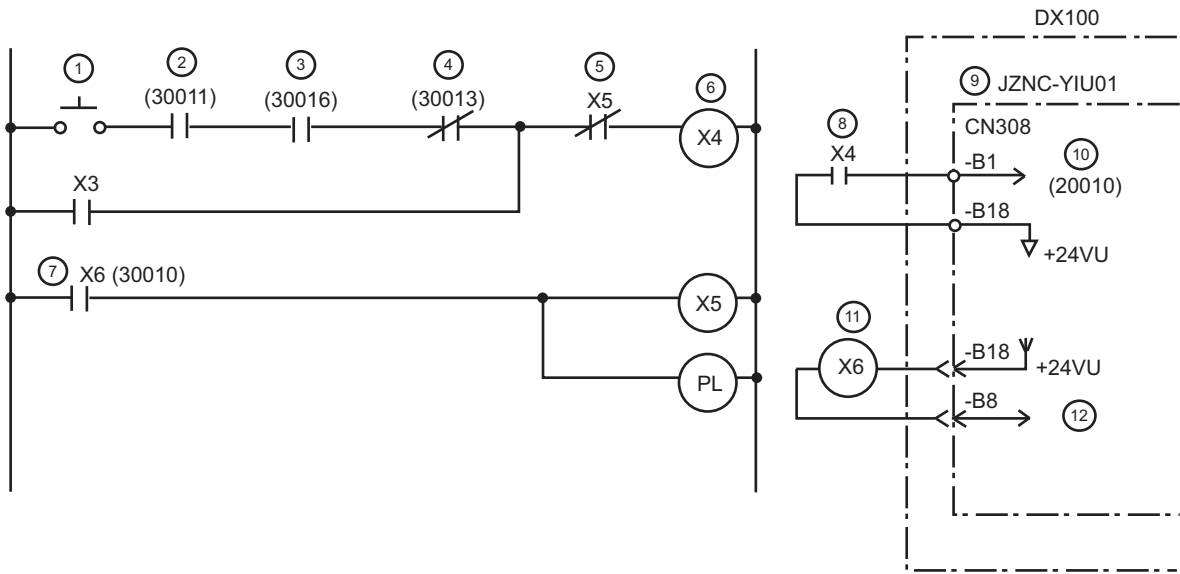 DX100
1
2
(30011)
3
(30016)
4
(30013)
5
X5
6
X4
X3
7 X6 (30010)
X5
PL
8
X4
9 JZNC-YIU01
CN308
-B1
10
(20010)
-B18
+24VU
11
X6
-B18
+24VU
-B8
12